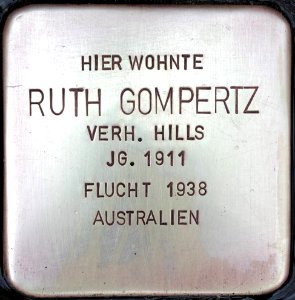 HIER WOHNTE
RUTH GOMPERTZ
VERH. HILLS
JG. 1911
FLUCHT 1938
AUSTRALIEN